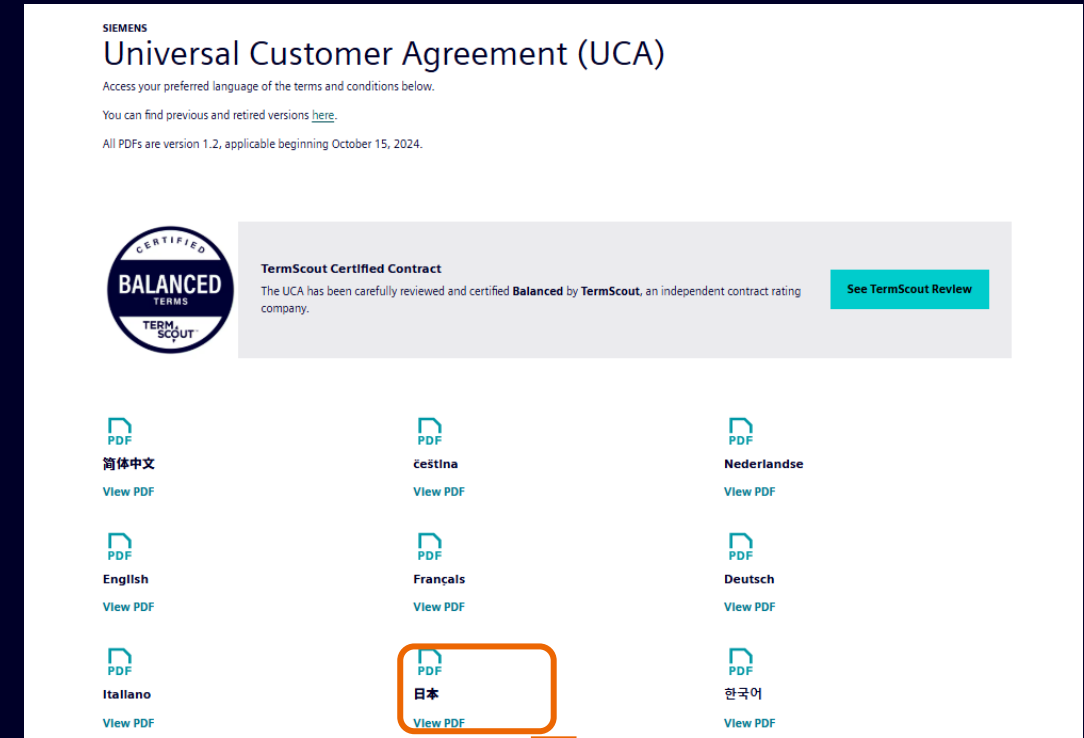 SIEMENS
Universal Customer Agreement (UCA)
Access your preferred language of the terms and conditions below.
You can find previous and retired versions here.
All PDFs are version 1.2, applicable beginning October 15, 2024.
CERTIFIED
BALANCED
TERMS
TERM
SCOUT
TermScout Certified Contract
The UCA has been carefully reviewed and certified Balanced by TermScout, an independent contract rating
company.
See TermScout Review
PDF PDF PDF
简体中文 čeština Nederlandse
View PDF View PDF View PDF
PDF PDF PDF
English Français Deutsch
View PDF View PDF View PDF
PDF PDF PDF
Italiano 日本 한국어
View PDF View PDF View PDF